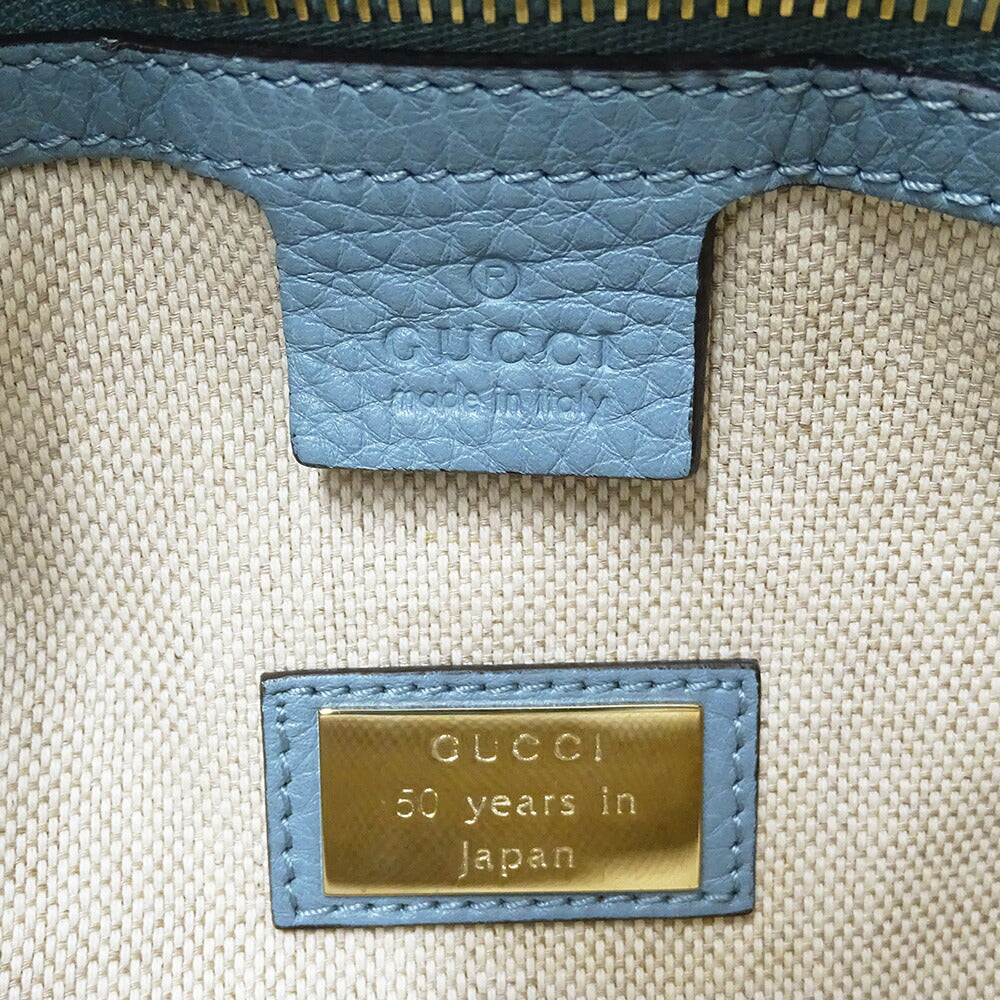 ®
GUCCI
made in italy
GUCCI
50 years in
Japan